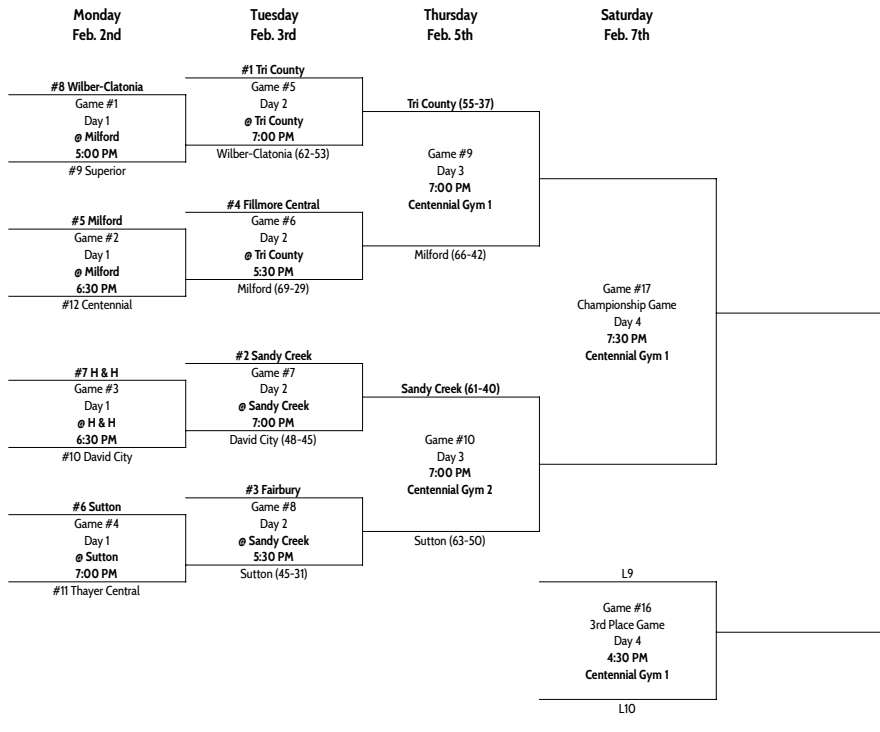 Monday
Feb. 2nd
Tuesday
Feb. 3rd
Thursday
Feb. 5th
Saturday
Feb. 7th
#8 Wilber-Clatonia
Game #1
Day 1
@ Milford
5:00 PM
#9 Superior
#5 Milford
Game #2
Day 1
@ Milford
6:30 PM
#12 Centennial
#7 H & H
Game #3
Day 1
@ H & H
6:30 PM
#10 David City
#6 Sutton
Game #4
Day 1
@ Sutton
7:00 PM
#11 Thayer Central
#1 Tri County
Game #5
Day 2
@ Tri County
7:00 PM
Wilber-Clatonia (62-53)
#4 Fillmore Central
Game #6
Day 2
@ Tri County
5:30 PM
Milford (69-29)
#2 Sandy Creek
Game #7
Day 2
@ Sandy Creek
7:00 PM
David City (48-45)
#3 Fairbury
Game #8
Day 2
@ Sandy Creek
5:30 PM
Sutton (45-31)
Tri County (55-37)
Game #9
Day 3
7:00 PM
Centennial Gym 1
Milford (66-42)
Sandy Creek (61-40)
Game #10
Day 3
7:00 PM
Centennial Gym 2
Sutton (63-50)
Game #17
Championship Game
Day 4
7:30 PM
Centennial Gym 1
L9
Game #16
3rd Place Game
Day 4
4:30 PM
Centennial Gym 1
L10